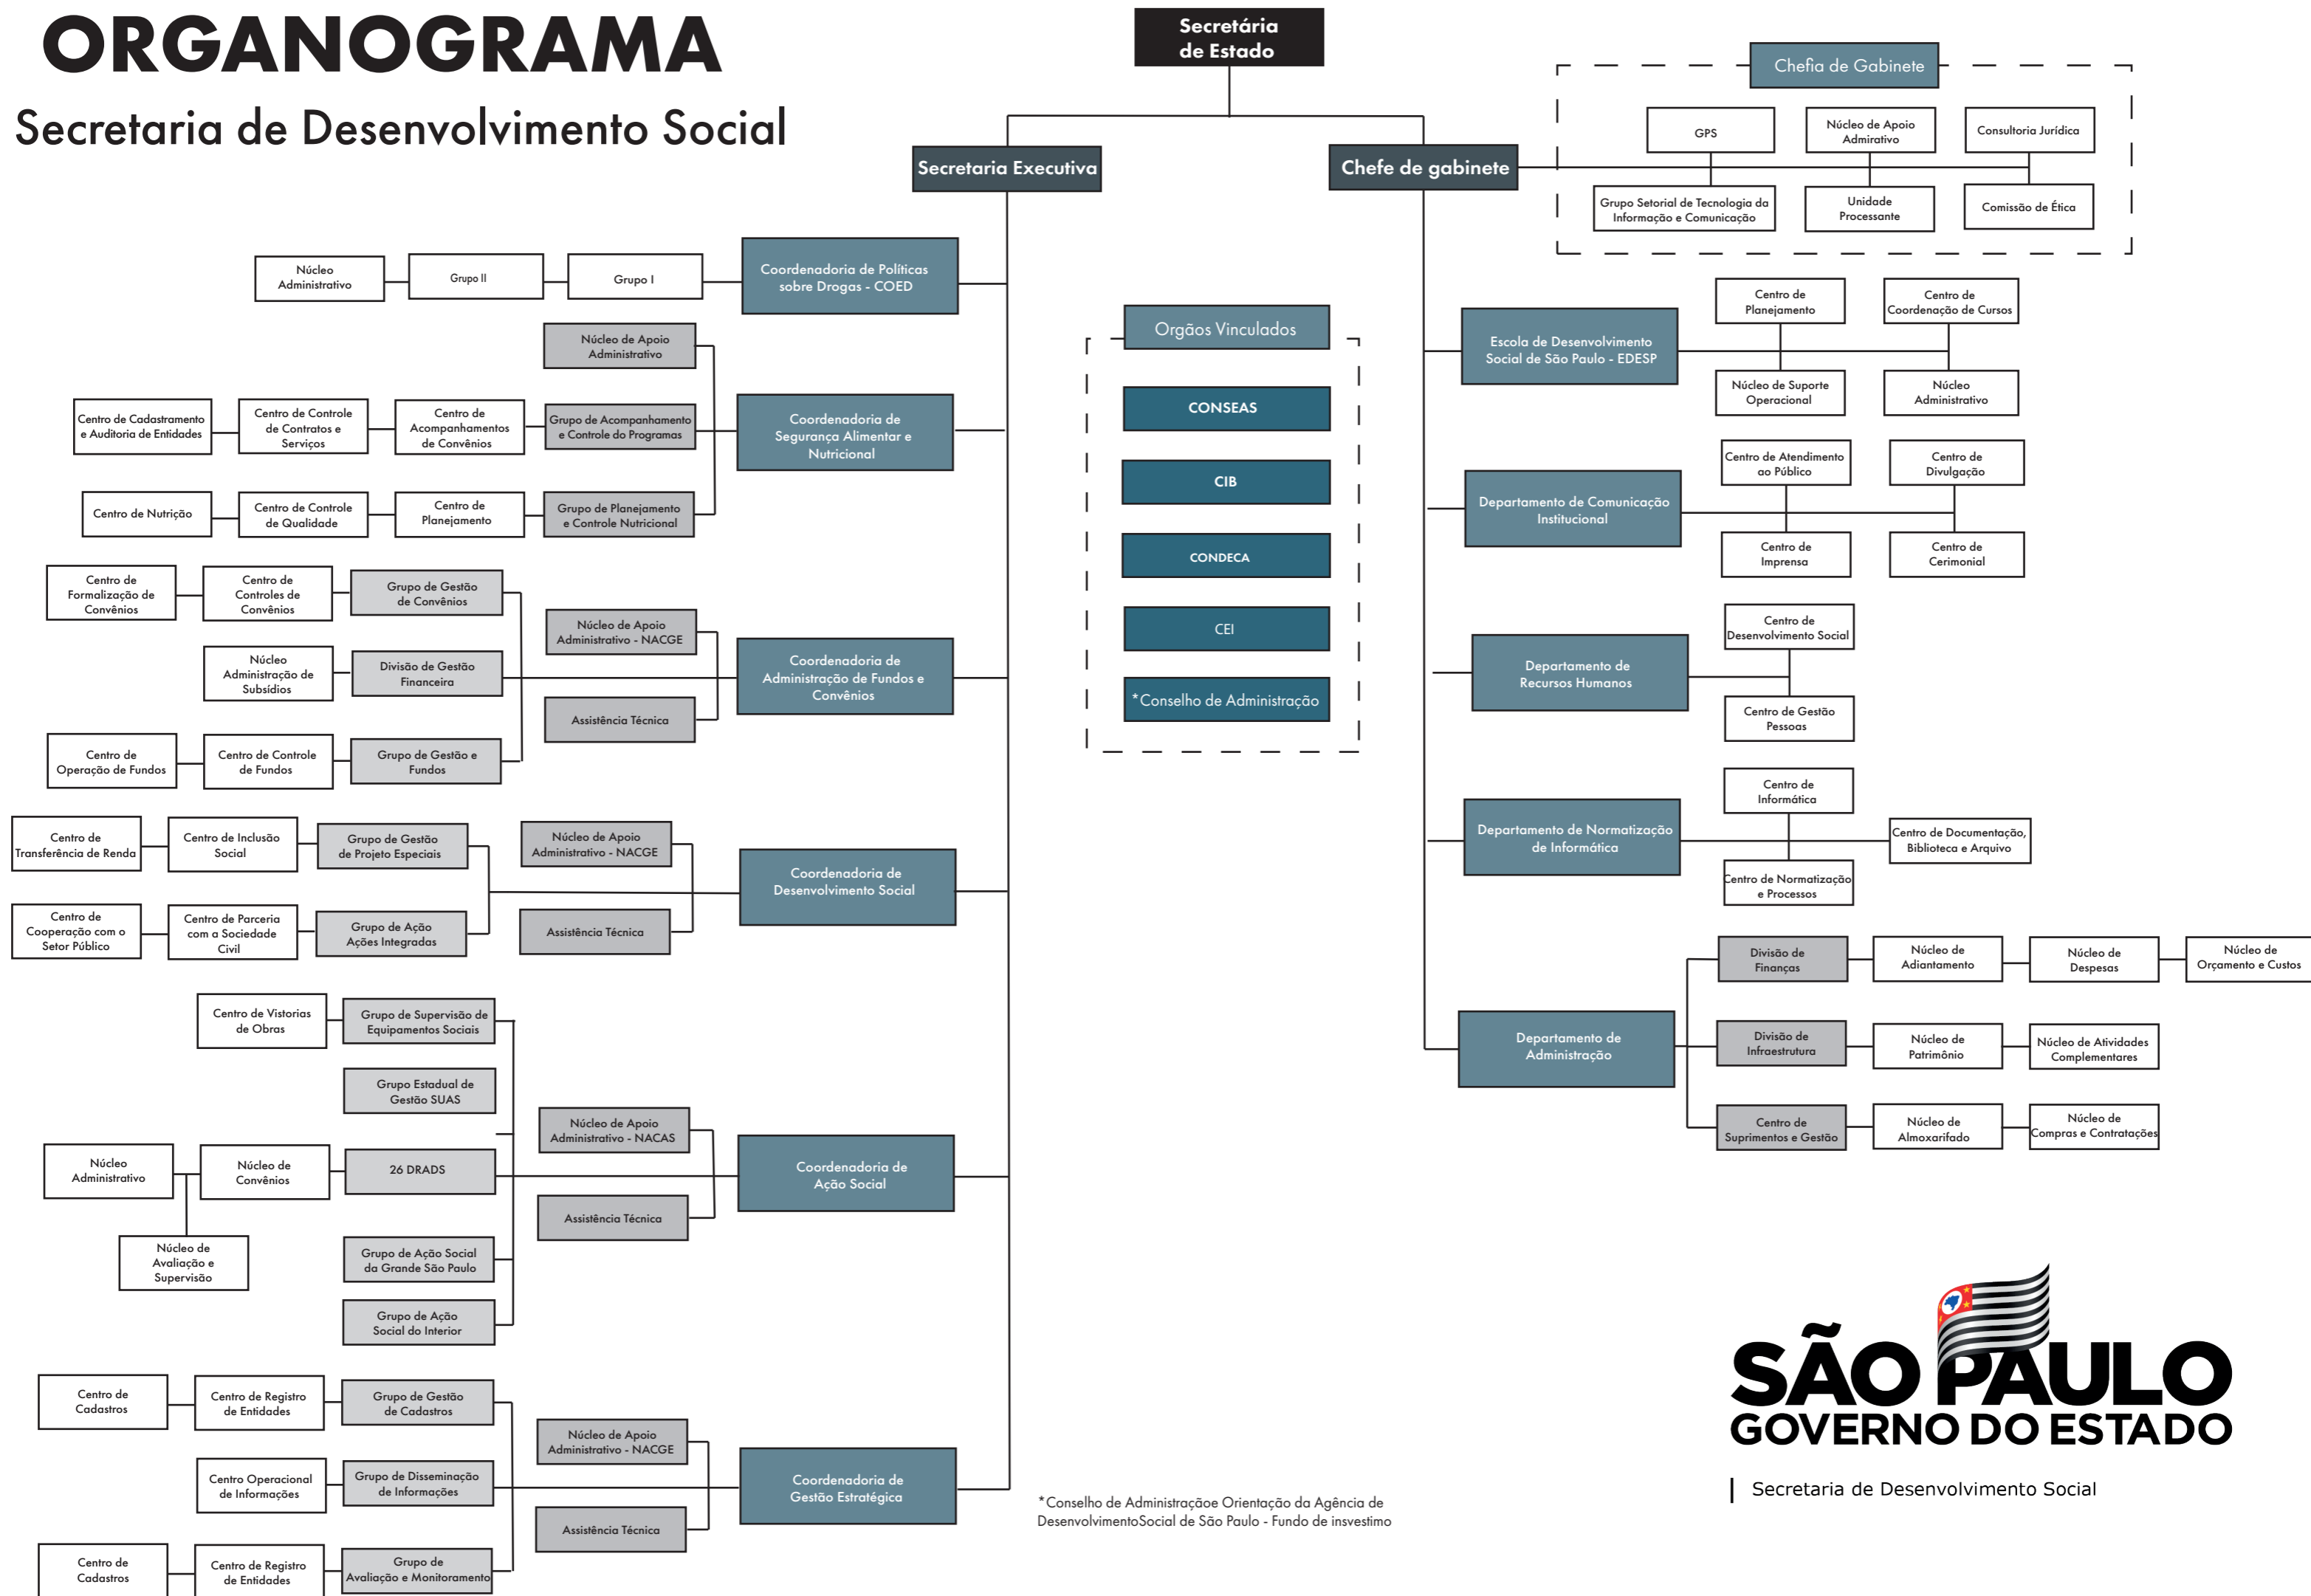 ORGANOGRAMA
Secretaria de Desenvolvimento Social
Secretária
de Estado
Secretaria Executiva
Chefe de gabinete
Chefia de Gabinete
GPS
Núcleo de Apoio
Admirativo
Consultoria Jurídica
Grupo Setorial de Tecnologia da
Informação e Comunicação
Unidade
Processante
Comissão de Ética
Núcleo
Administrativo
Grupo II
Grupo I
Coordenadoria de Políticas
sobre Drogas - COED
Núcleo de Apoio
Administrativo
Centro de Cadastramento
e Auditoria de Entidades
Centro de Controle
de Contratos e
Serviços
Centro de
Acompanhamentos
de Convênios
Grupo de Acompanhamento
e Controle do Programas
Coordenadoria de
Segurança Alimentar e
Nutricional
Centro de Nutrição
Centro de Controle
de Qualidade
Centro de
Planejamento
Grupo de Planejamento
e Controle Nutricional
Centro de
Formalização de
Convênios
Centro de
Controles de
Convênios
Grupo de Gestão
de Convênios
Núcleo de Apoio
Administrativo - NACGE
Núcleo
Administração de
Subsídios
Divisão de Gestão
Financeira
Coordenadoria de
Administração de Fundos e
Convênios
Assistência Técnica
Centro de
Operação de Fundos
Centro de Controle
de Fundos
Grupo de Gestão e
Fundos
Centro de
Transferência de Renda
Centro de Inclusão
Social
Grupo de Gestão
de Projeto Especiais
Núcleo de Apoio
Administrativo - NACGE
Coordenadoria de
Desenvolvimento Social
Centro de
Cooperação com o
Setor Público
Centro de Parceria
com a Sociedade
Civil
Grupo de Ação
Ações Integradas
Assistência Técnica
Centro de Vistorias
de Obras
Grupo de Supervisão de
Equipamentos Sociais
Grupo Estadual de
Gestão SUAS
Núcleo de Apoio
Administrativo - NACAS
Núcleo
Administrativo
Núcleo de
Convênios
26 DRADS
Coordenadoria de
Ação Social
Assistência Técnica
Núcleo de
Avaliação e
Supervisão
Grupo de Ação Social
da Grande São Paulo
Grupo de Ação
Social do Interior
Centro de
Cadastros
Centro de Registro
de Entidades
Grupo de Gestão
de Cadastros
Núcleo de Apoio
Administrativo - NACGE
Centro Operacional
de Informações
Grupo de Disseminação
de Informações
Coordenadoria de
Gestão Estratégica
Assistência Técnica
Centro de
Cadastros
Centro de Registro
de Entidades
Grupo de
Avaliação e Monitoramento
Orgãos Vinculados
CONSEAS
CIB
CONDECA
CEI
*Conselho de Administração
Escola de Desenvolvimento
Social de São Paulo - EDESP
Centro de
Planejamento
Centro de
Coordenação de Cursos
Núcleo de Suporte
Operacional
Núcleo
Administrativo
Departamento de Comunicação
Institucional
Centro de Atendimento
ao Público
Centro de
Divulgação
Centro de
Imprensa
Centro de
Cerimonial
Departamento de
Recursos Humanos
Centro de
Desenvolvimento Social
Centro de Gestão
Pessoas
Departamento de Normatização
de Informática
Centro de
Informática
Centro de Documentação,
Biblioteca e Arquivo
Centro de Normatização
e Processos
Departamento de
Administração
Divisão de
Finanças
Núcleo de
Adiantamento
Núcleo de
Despesas
Núcleo de
Orçamento e Custos
Divisão de
Infraestrutura
Núcleo de
Patrimônio
Núcleo de Atividades
Complementares
Centro de
Suprimentos e Gestão
Núcleo de
Almoxarifado
Núcleo de
Compras e Contratações
*Conselho de Administraçãoe Orientação da Agência de
DesenvolvimentoSocial de São Paulo - Fundo de insvestimo
SÃO PAULO
GOVERNO DO ESTADO
Secretaria de Desenvolvimento Social